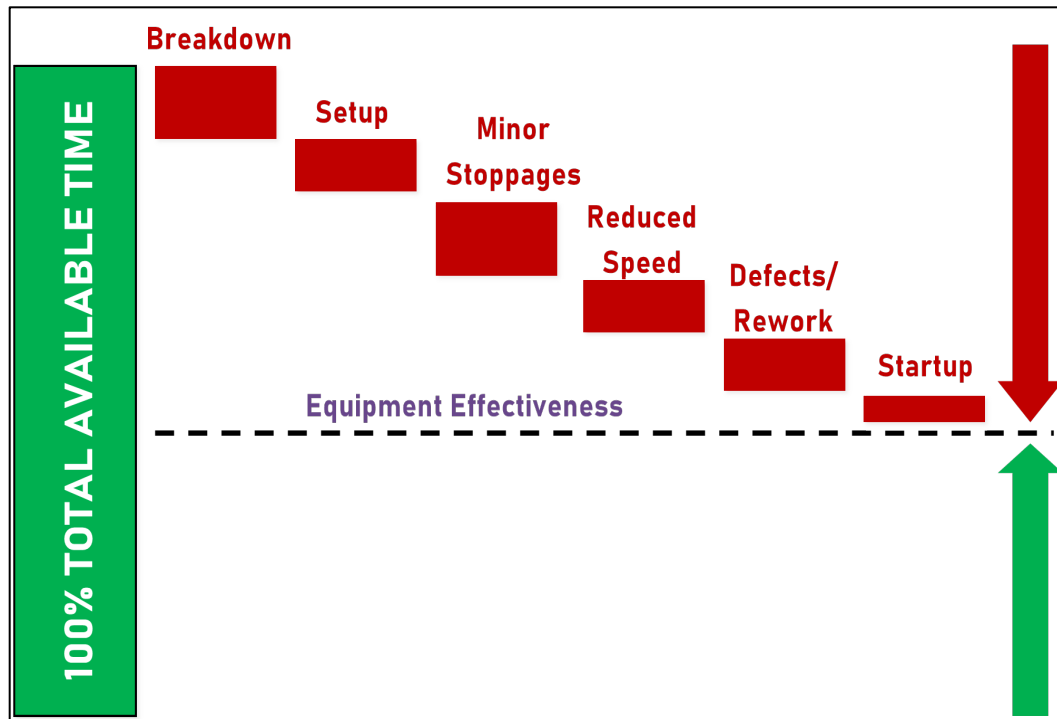 100% TOTAL AVAILABLE TIME
Breakdown
Setup
Minor
Stoppages
Reduced
Speed
Defects/
Rework
Startup
Equipment Effectiveness